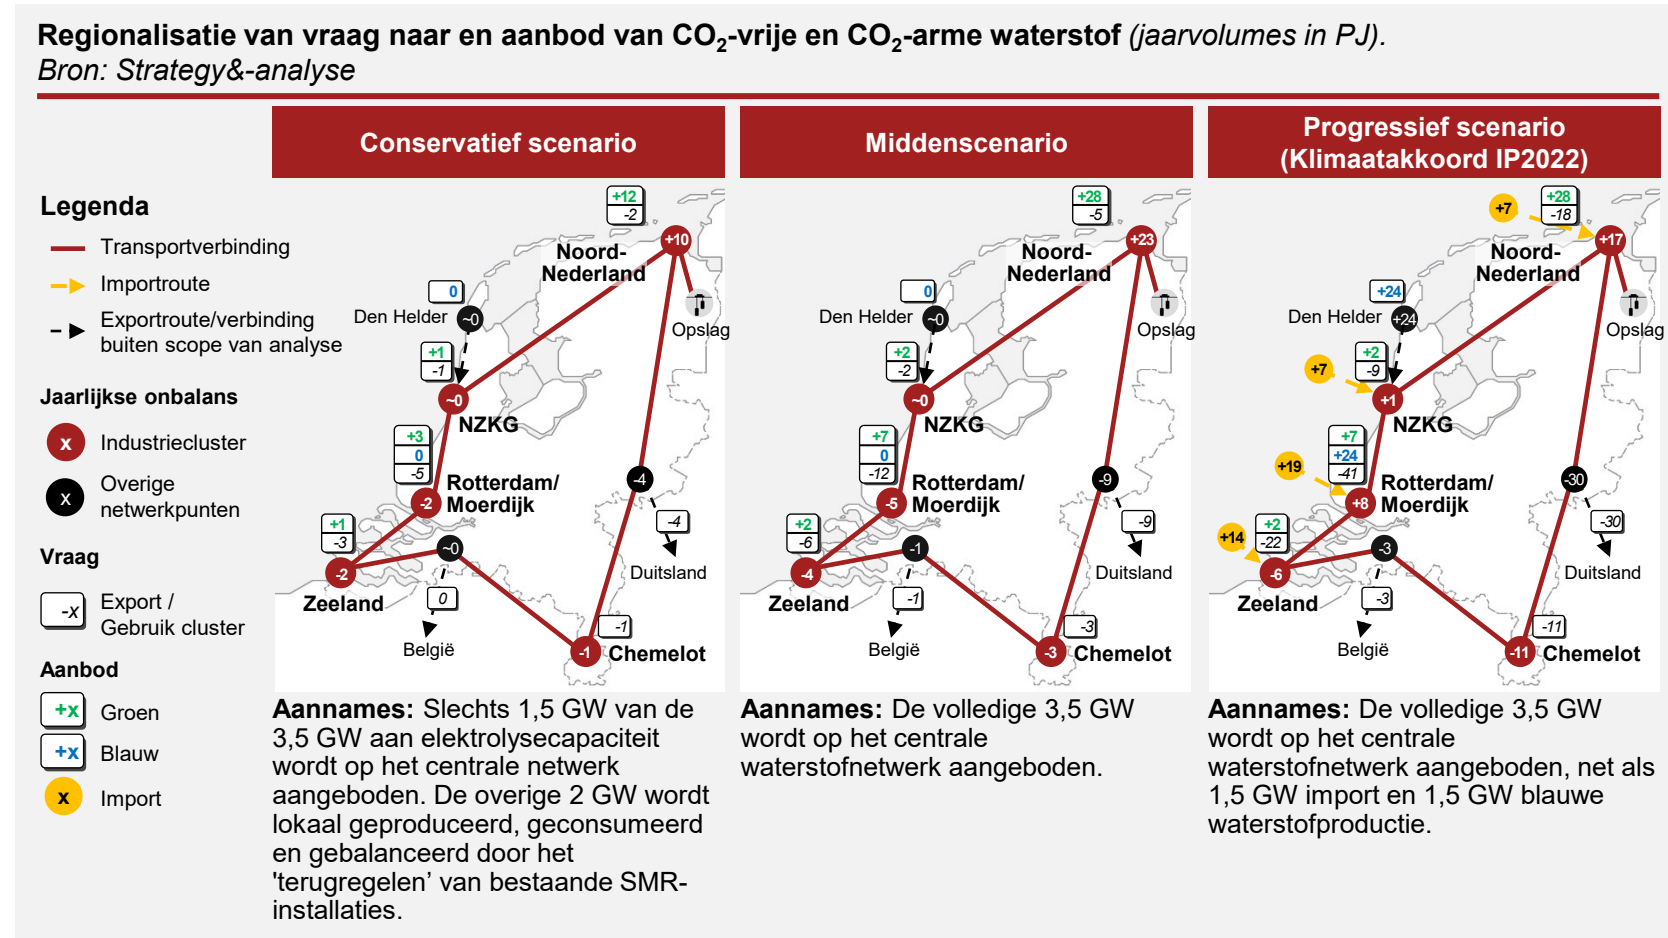 Regionalisatie van vraag naar en aanbod van CO2-vrije en CO2-arme waterstof (jaarvolumes in PJ).
Bron: Strategy&-analyse
Legenda
Transportverbinding
Importroute
Exportroute/verbinding
buiten scope van analyse
Jaarlijkse onbalans
x Industriecluster
x Overige
netwerkpunten
Vraag
-x Export /
Gebruik cluster
Aanbod
+x Groen
+x Blauw
x Import
Conservatief scenario
+12
-2
+10
Noord-
Nederland
0
Den Helder ~0
Opslag
+1
-1
~0
NZKG
+3
0
-5
Rotterdam/
Moerdijk
-2
-4
+1
-3
~0
-4
-2
Duitsland
Zeeland
0
-1
België
-1 Chemelot
Aannames: Slechts 1,5 GW van de
3,5 GW aan elektrolysecapaciteit
wordt op het centrale netwerk
aangeboden. De overige 2 GW wordt
lokaal geproduceerd, geconsumeerd
en gebalanceerd door het
'terugregelen’ van bestaande SMR-
installaties.
Middenscenario
+28
-5
+23
Noord-
Nederland
0
Den Helder ~0
Opslag
+2
-2
~0
NZKG
+7
0
-12
Rotterdam/
Moerdijk
-5
-9
+2
-6
-1
-9
-4
Duitsland
Zeeland
-1
-3
België
-3 Chemelot
Aannames: De volledige 3,5 GW
wordt op het centrale
waterstofnetwerk aangeboden.
Progressief scenario
(Klimaatakkoord IP2022)
+7
+28
-18
+17
Noord-
Nederland
+24
Den Helder +24
Opslag
+7
+2
-9
+1
NZKG
+7
+24
-41
+19
Rotterdam/
Moerdijk
+8
-30
+14
+2
-22
-3
-30
-6
Duitsland
Zeeland
-3
-11
België
-11 Chemelot
Aannames: De volledige 3,5 GW
wordt op het centrale
waterstofnetwerk aangeboden, net als
1,5 GW import en 1,5 GW blauwe
waterstofproductie.